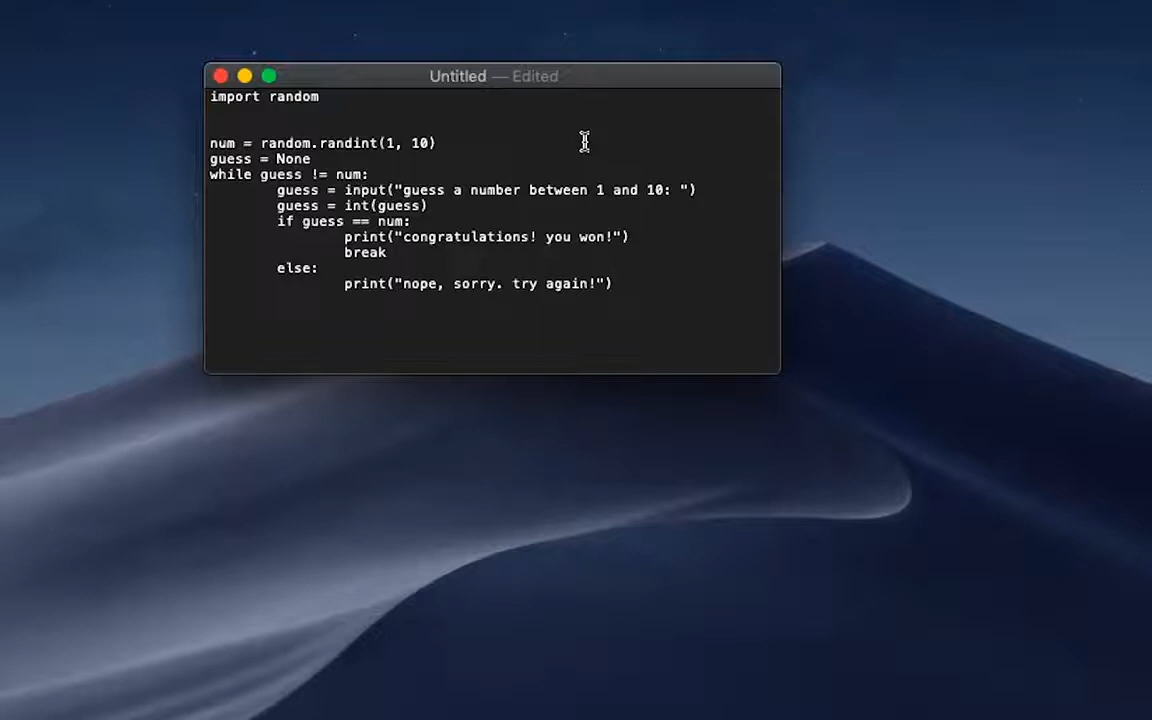 Untitled — Edited
import random
num = random.randint(1, 10)
guess = None
while guess != num:
        guess = input("guess a number between 1 and 10: ")
        guess = int(guess)
        if guess == num:
                print("congratulations! you won!")
                break
        else:
                print("nope, sorry. try again!")